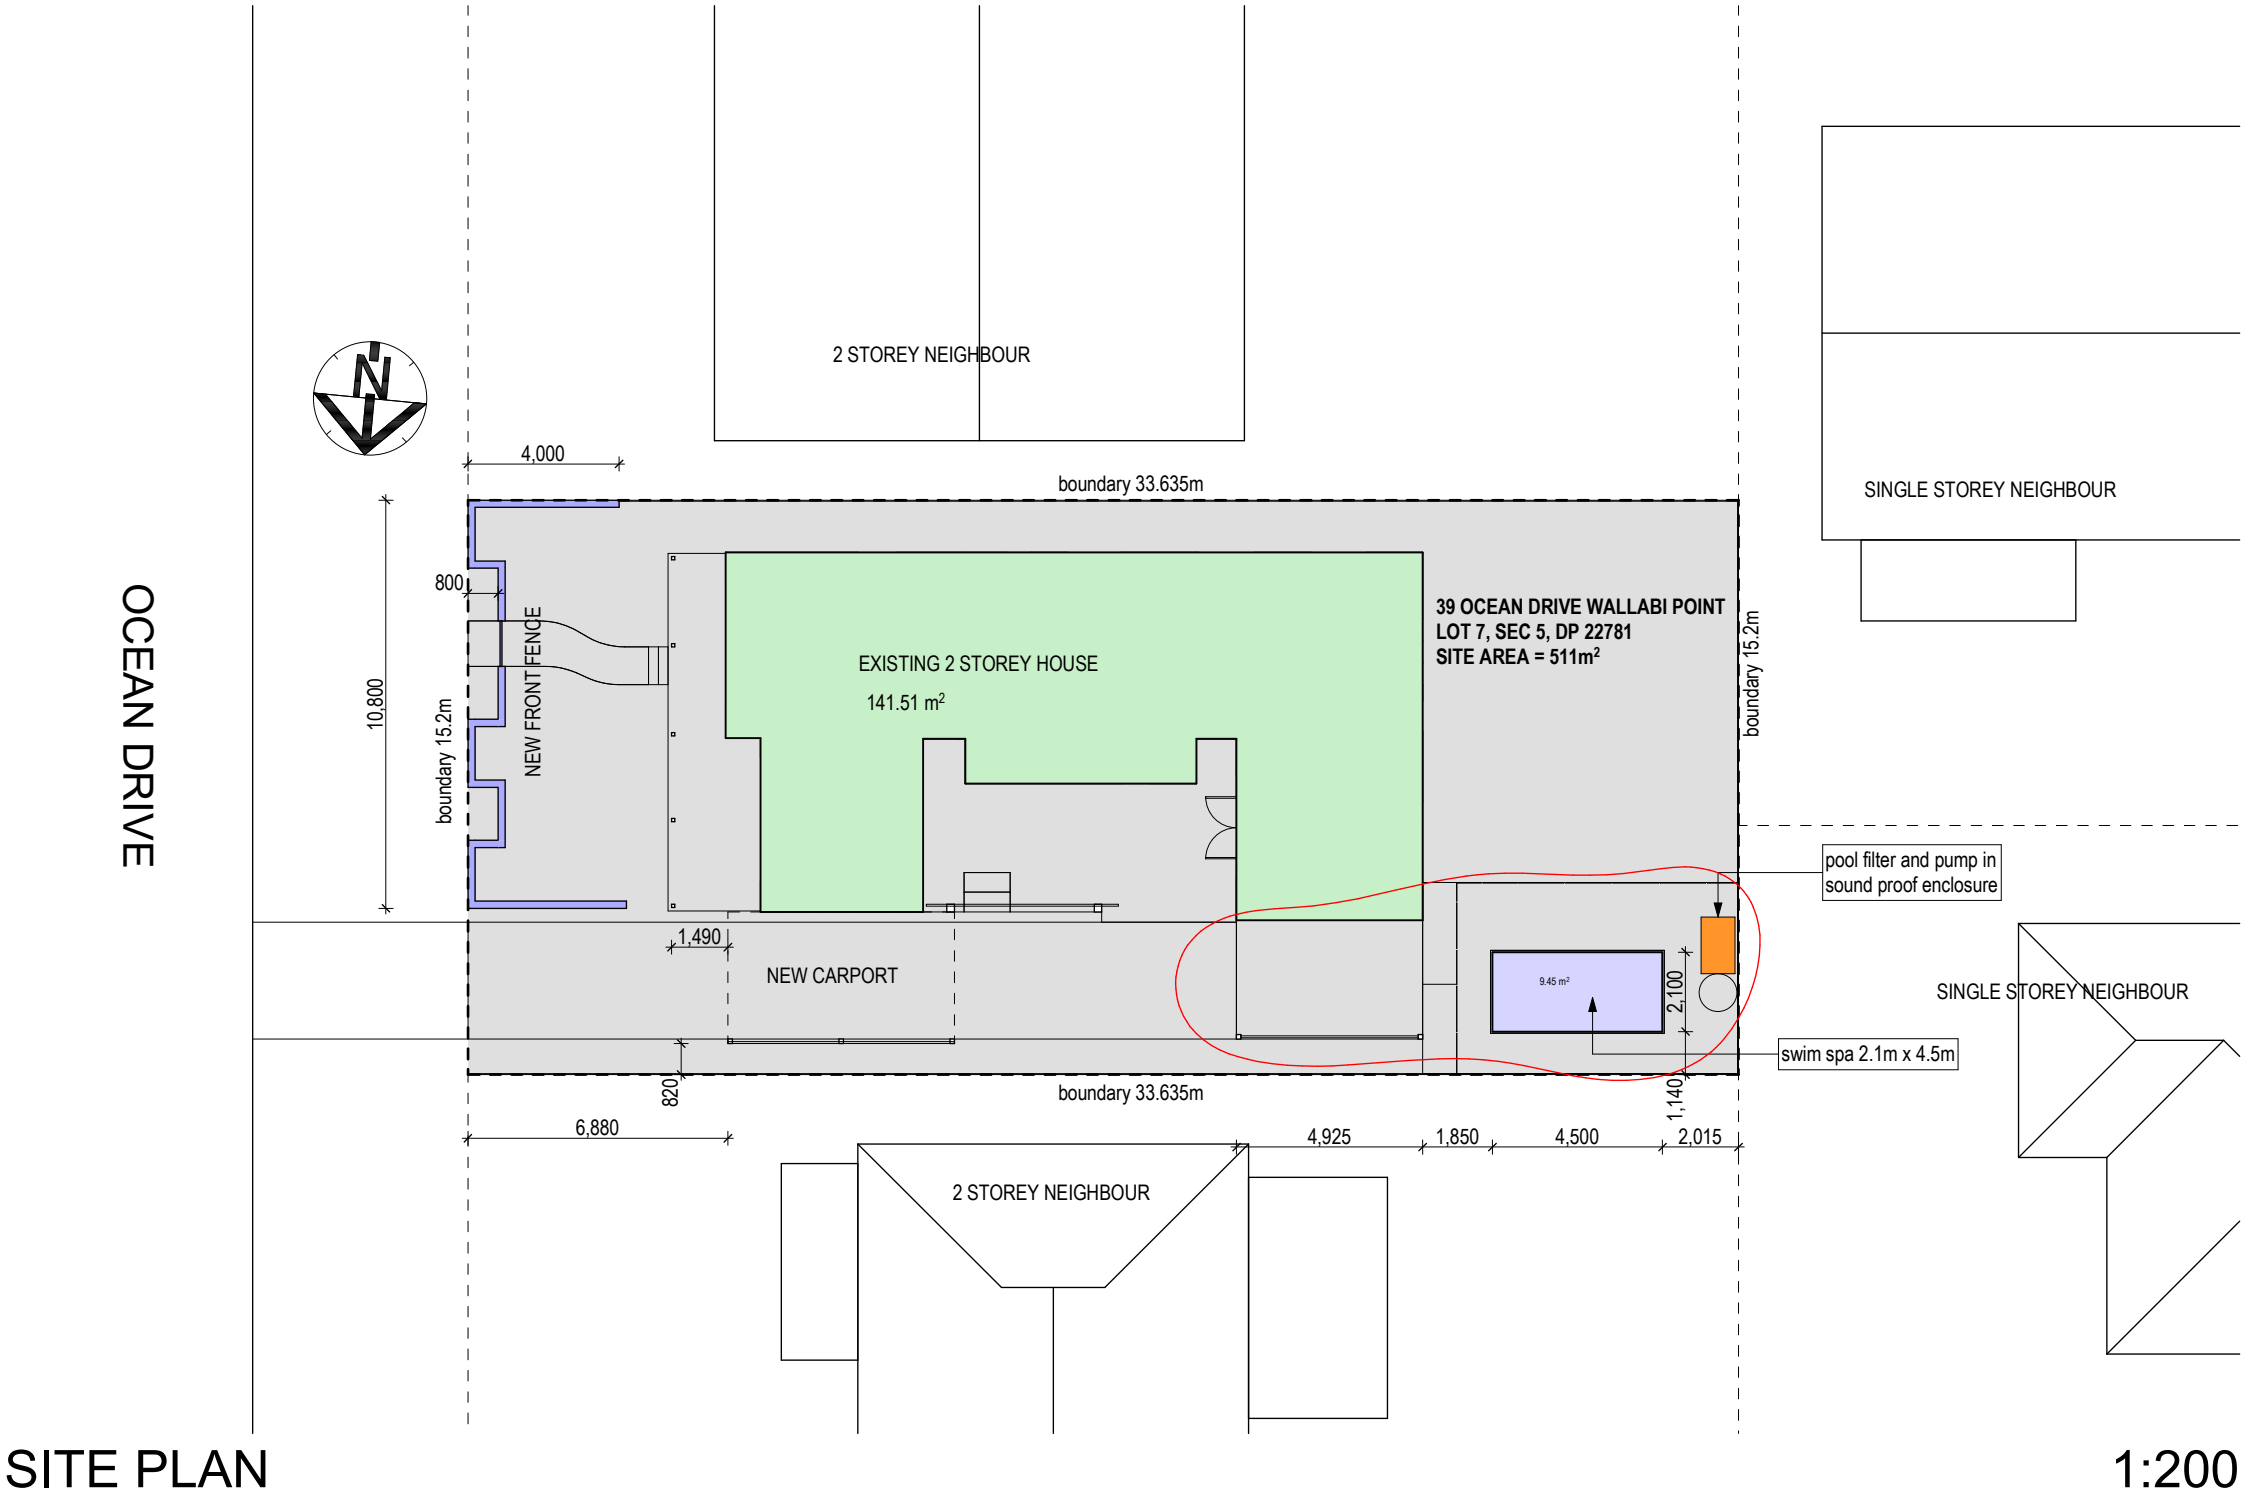 2 STOREY NEIGHBOUR
N
4,000
boundary 33.635m
SINGLE STOREY NEIGHBOUR
OCEAN DRIVE
10,800
800
NEW FRONT FENCE
boundary 15.2m
EXISTING 2 STOREY HOUSE
141.51 m²
39 OCEAN DRIVE WALLABI POINT
LOT 7, SEC 5, DP 22781
SITE AREA = 511m²
boundary 15.2m
pool filter and pump in
sound proof enclosure
1,490
NEW CARPORT
9.45 m²
2,100
SINGLE STOREY NEIGHBOUR
swim spa 2.1m x 4.5m
820
boundary 33.635m
1,140
6,880
4,925
1,850
4,500
2,015
2 STOREY NEIGHBOUR
SITE PLAN
1:200